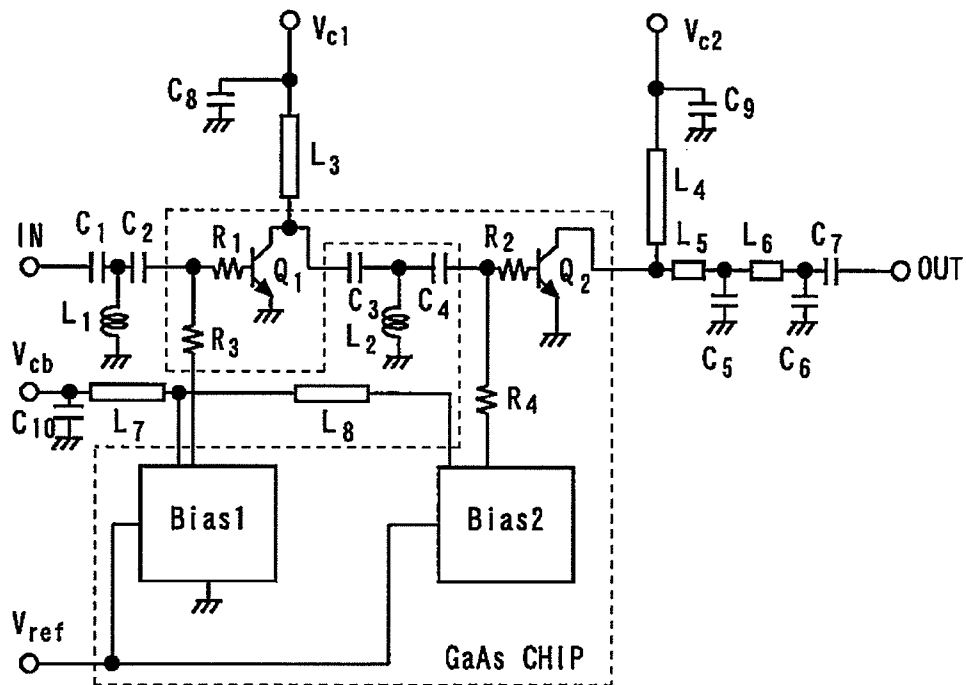 Vc1
Vc2
C8
C9
L3
L4
IN
C1
C2
R1
Q1
R2
Q2
L5
L6
C7
OUT
L1
C3
C4
L2
R3
C5
C6
Vcb
C10
L7
L8
R4
Bias1
Bias2
Vref
GaAs CHIP